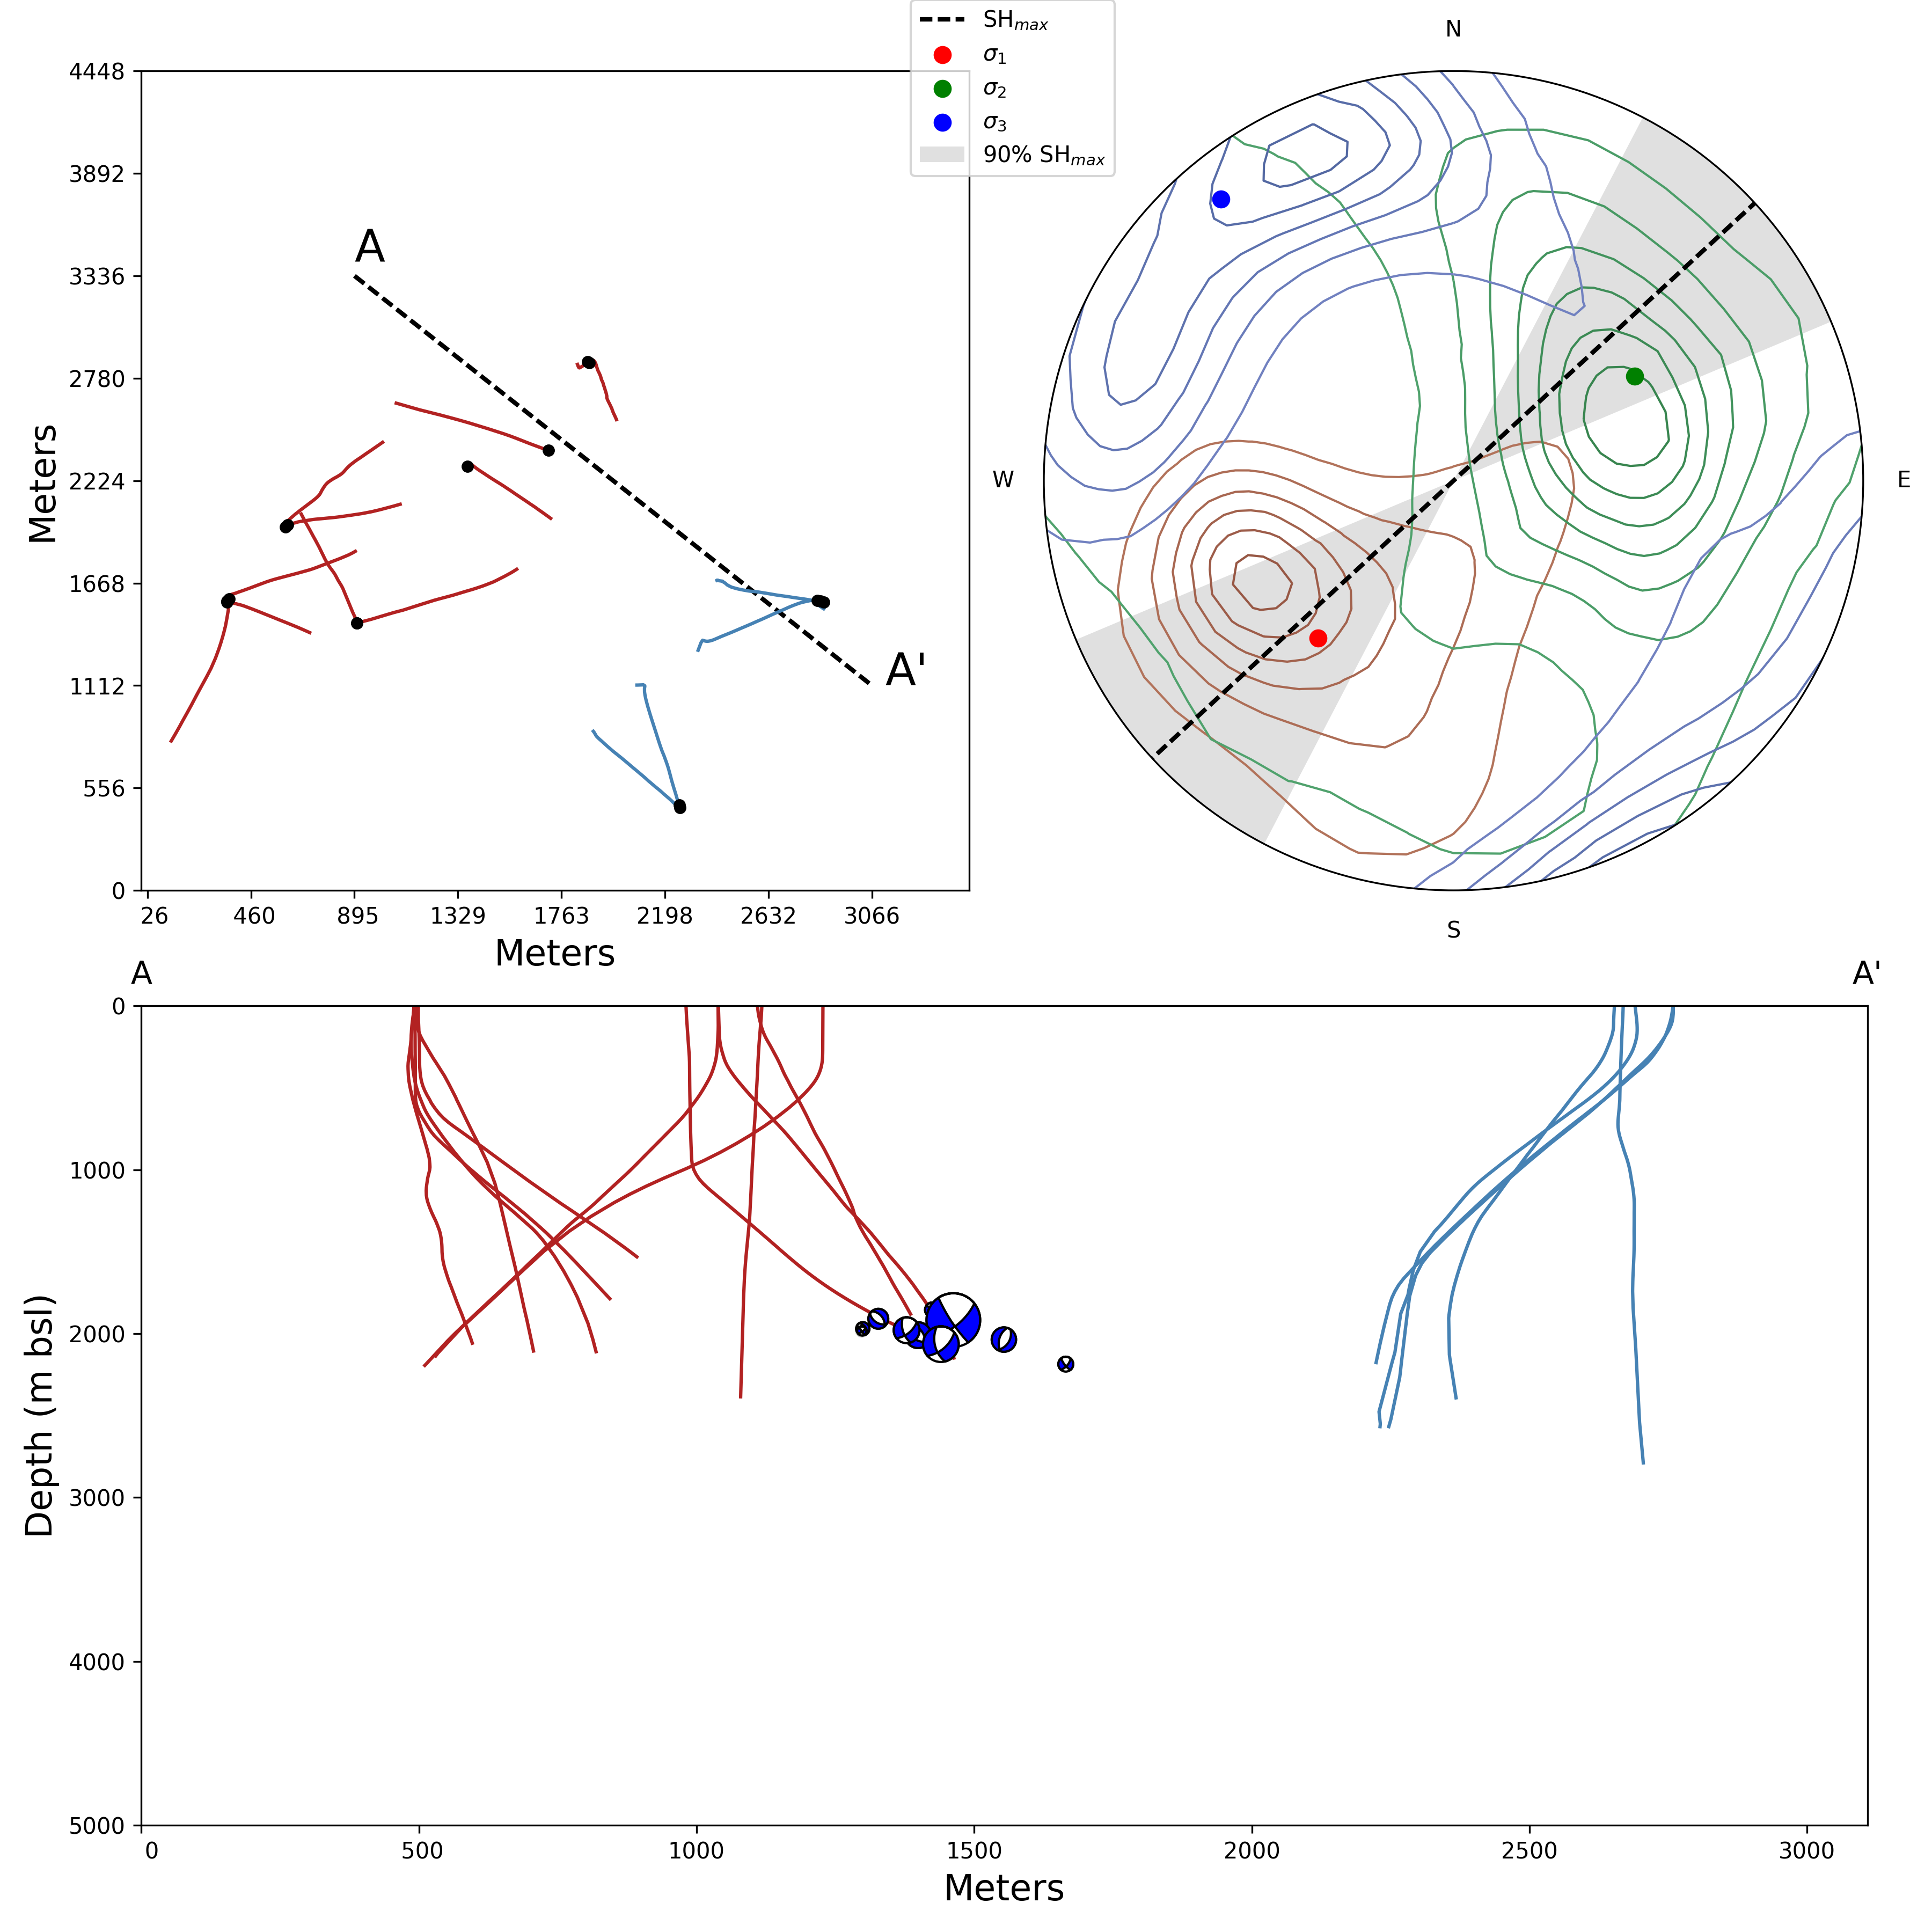 SHmax
σ1
σ2
σ3
90% SHmax
N
W
E
S
4448
3892
3336
2780
2224
1668
1112
556
0
Meters
A
A'
26 460 895 1329 1763 2198 2632 3066
Meters
A A'
0
1000
2000
3000
4000
5000
Depth (m bsl)
0 500 1000 1500 2000 2500 3000
Meters